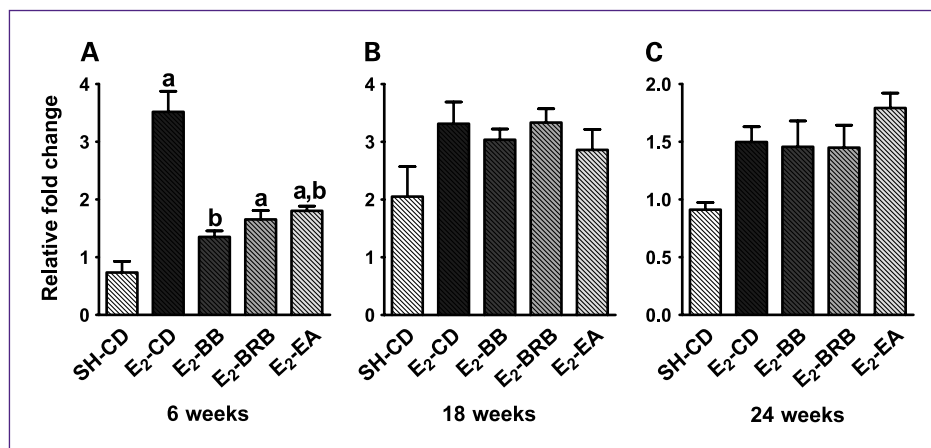 A
B
C
Relative fold change
4
3
2
1
0
a
b
a
a,b
SH-CD
E₂-CD
E₂-BB
E₂-BRB
E₂-EA
6 weeks
4
3
2
1
0
SH-CD
E₂-CD
E₂-BB
E₂-BRB
E₂-EA
18 weeks
2.0
1.5
1.0
0.5
0.0
SH-CD
E₂-CD
E₂-BB
E₂-BRB
E₂-EA
24 weeks